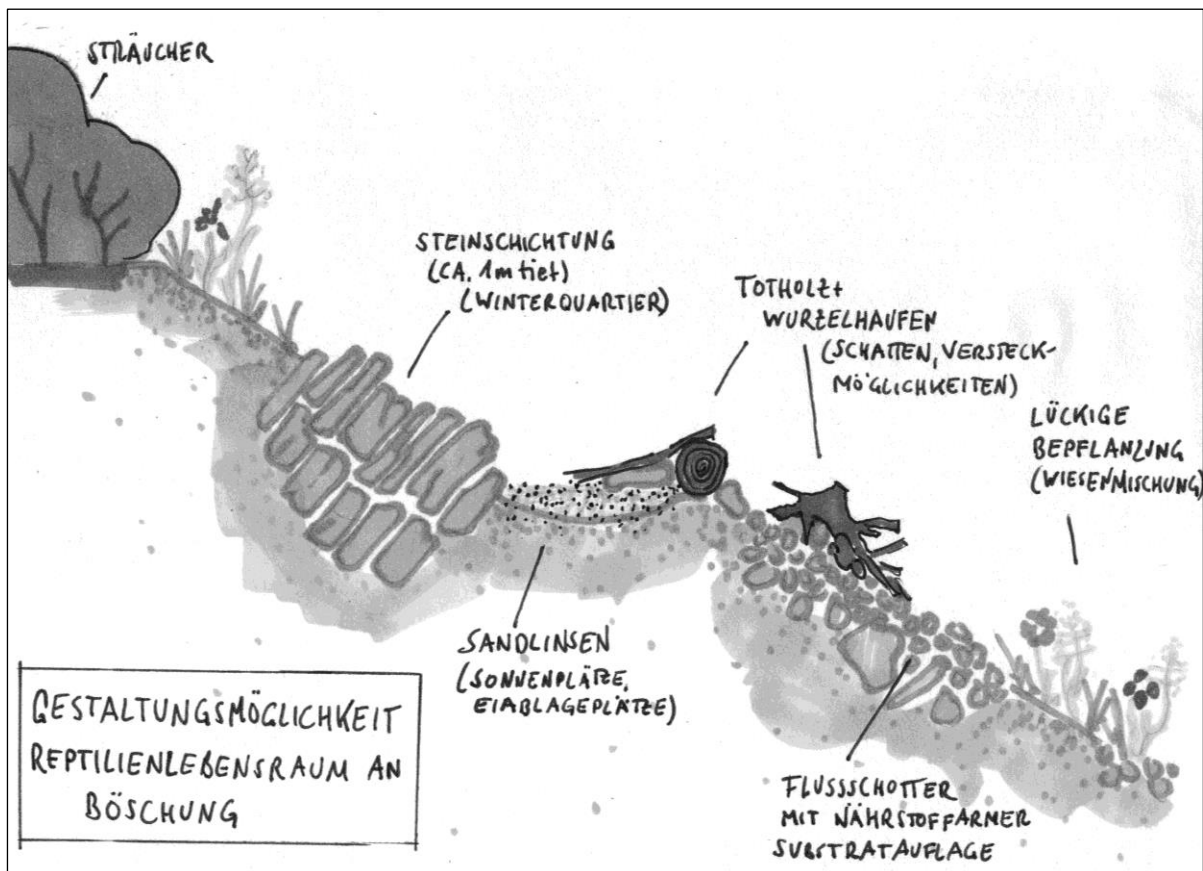 STRÄUCHER
STEINSCHICHTUNG
(CA. 1m tief)
(WINTERQUARTIER)
TOTHOLZ+
WURZELHAUFEN
(SCHATTEN, VERSTECK-
MÖGLICHKEITEN)
LÜCKIGE
BEPFLANZUNG
(WIESENMISCHUNG)
SANDLINSEN
(SONNENPLÄTZE,
EIABLAGEPLÄTZE)
GESTALTUNGSMÖGLICHKEIT
REPTILIENLEBENSRAUM AN
BÖSCHUNG
FLUSSSCHOTTER
MIT NÄHRSTOFFARMER
SUBSTRATAUFLAGE